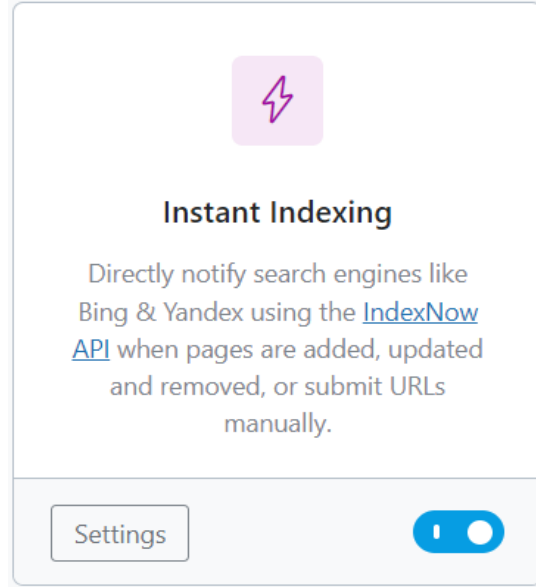 Instant Indexing
Directly notify search engines like
Bing & Yandex using the IndexNow
API when pages are added, updated
and removed, or submit URLs
manually.
Settings